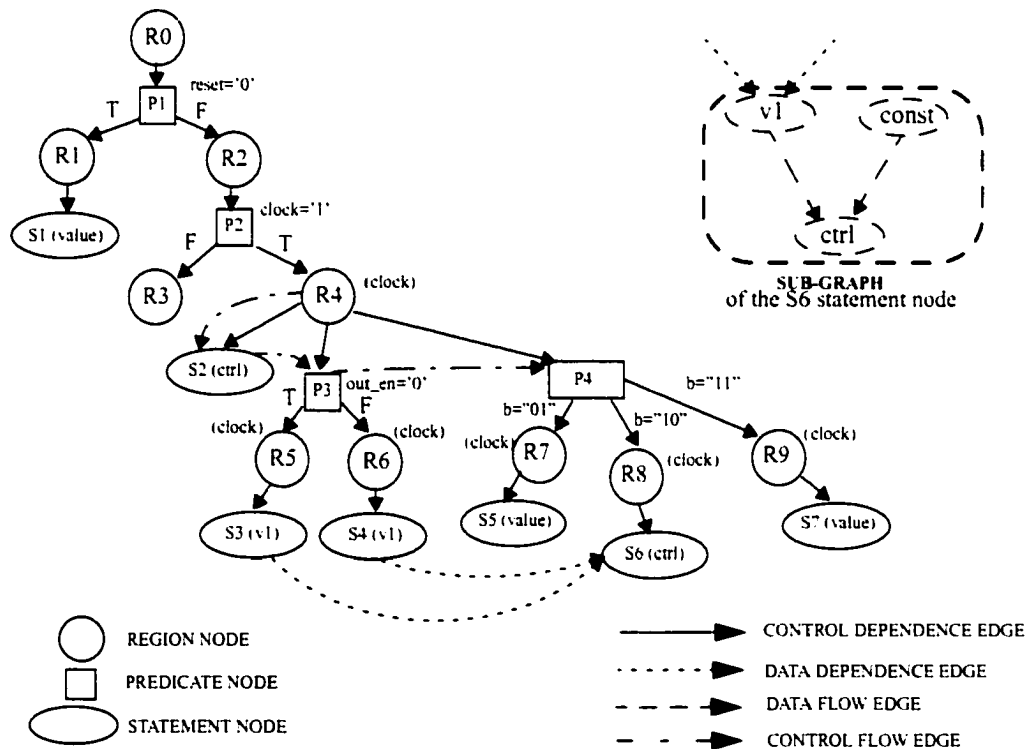 R0
reset='0'
P1
T
F
R1
R2
S1 (value)
clock='1'
P2
F
T
R3
R4
(clock)
S2 (ctrl)
P3
out_en='0'
T
F
P4
b="01"
b="10"
b="11"
(clock)
R5
(clock)
R6
(clock)
R7
(clock)
R8
(clock)
R9
S3 (v1)
S4 (v1)
S5 (value)
S6 (ctrl)
S7 (value)
v1
const
ctrl
SUB-GRAPH
of the S6 statement node
REGION NODE
PREDICATE NODE
STATEMENT NODE
CONTROL DEPENDENCE EDGE
DATA DEPENDENCE EDGE
DATA FLOW EDGE
CONTROL FLOW EDGE